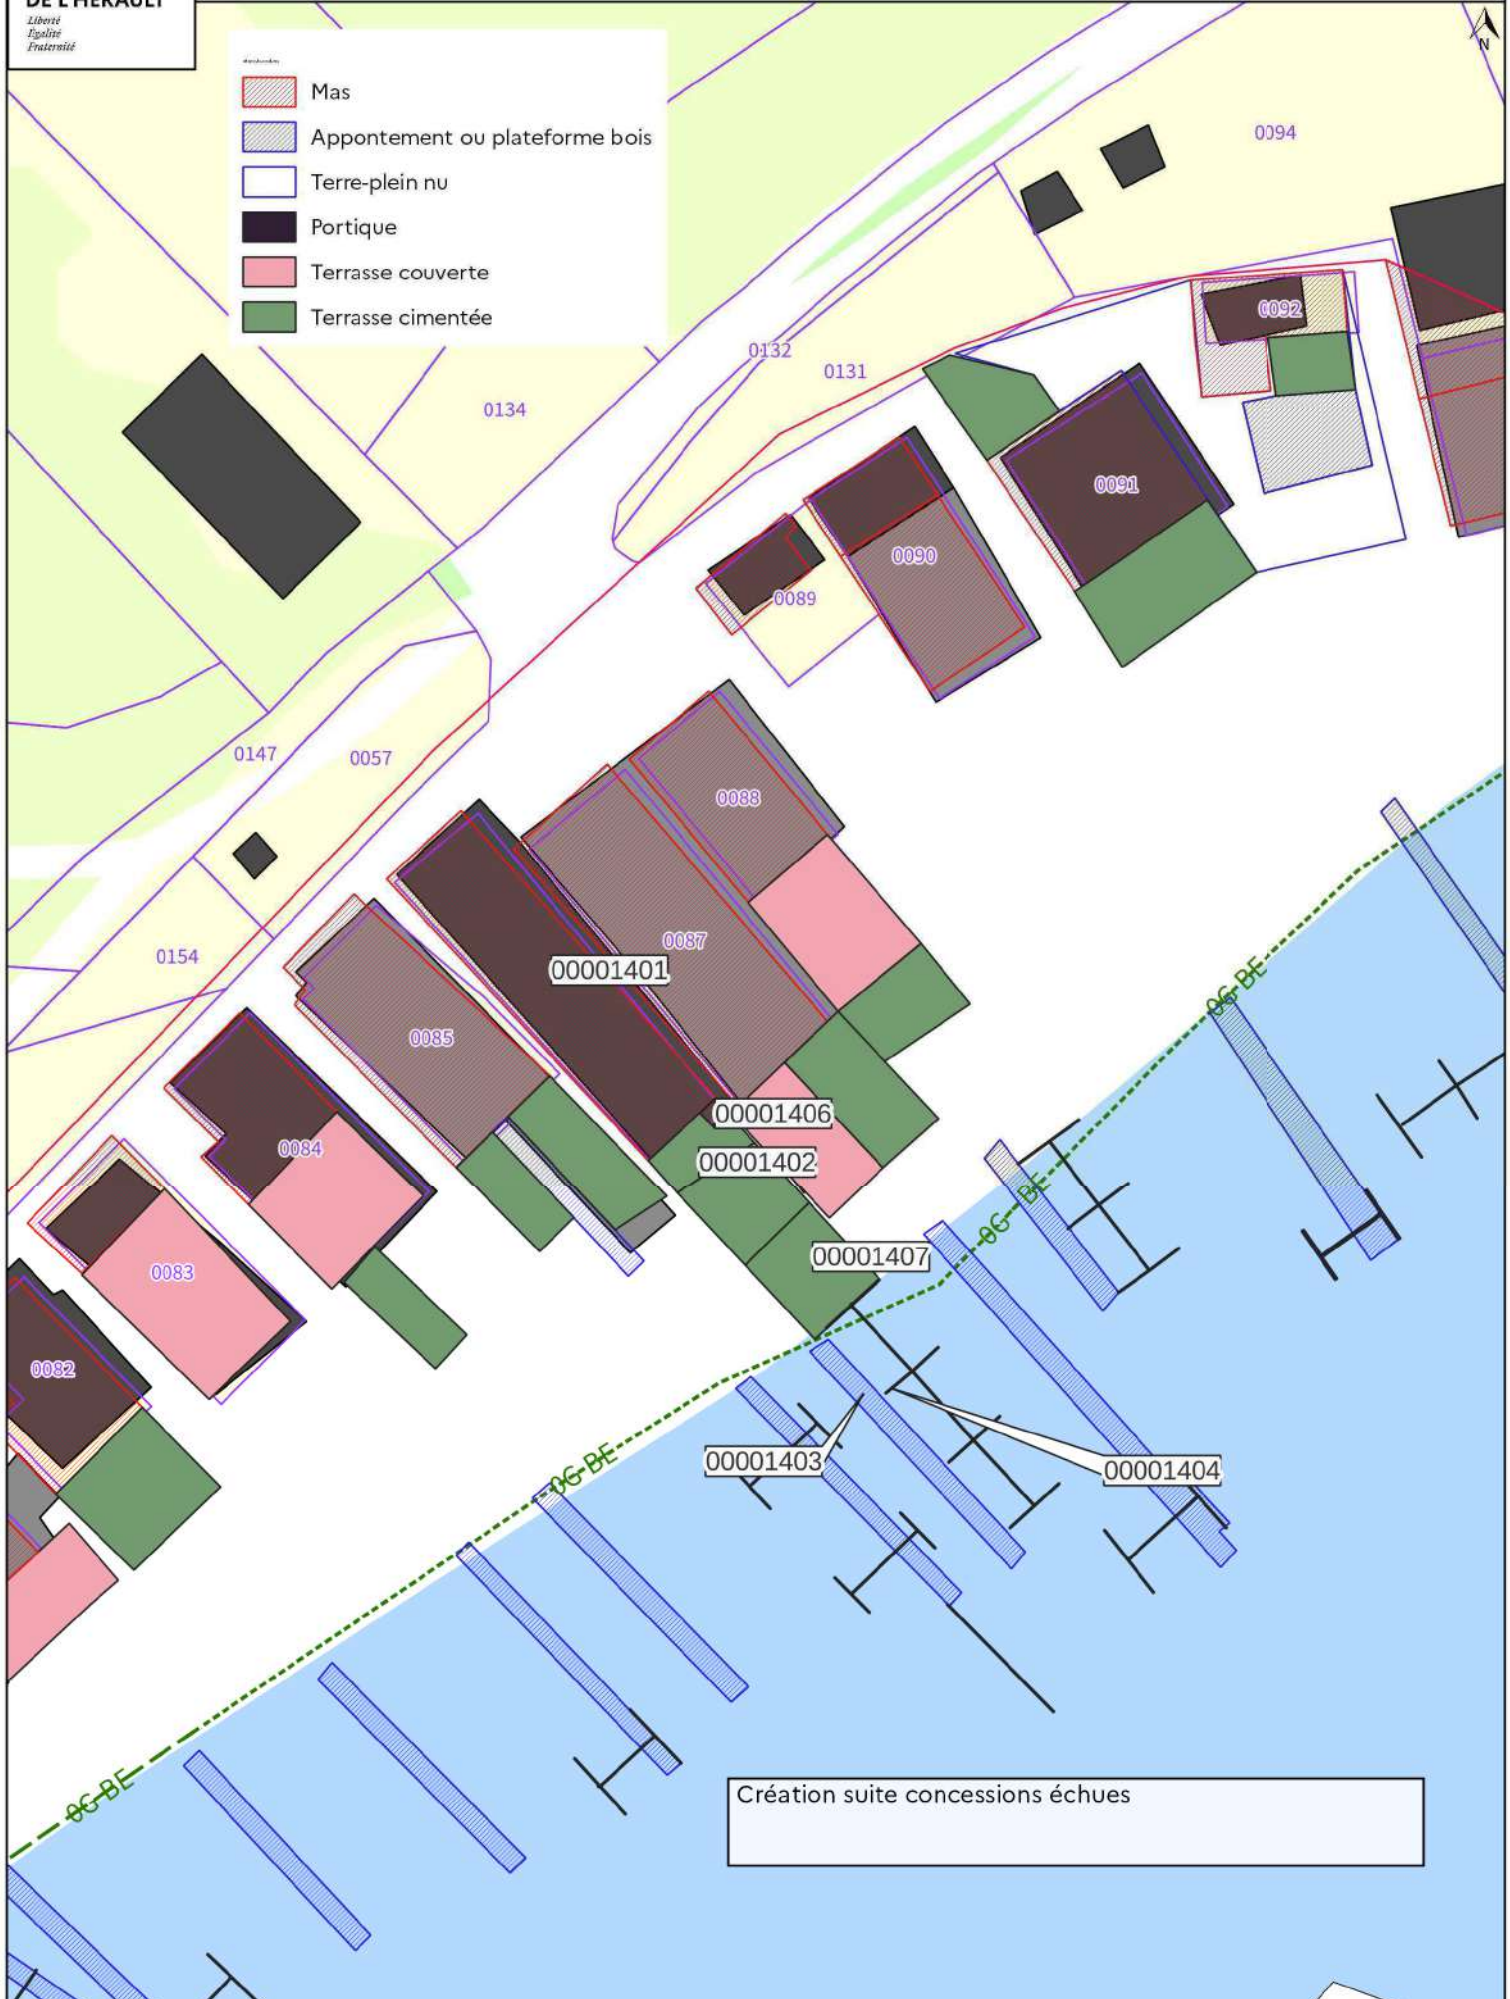 DE L'HÉRAULT
Liberté
Égalité
Fraternité
N
Mas
Appontement ou plateforme bois
Terre-plein nu
Portique
Terrasse couverte
Terrasse cimentée
0094
0092
0132
0131
0134
0091
0090
0089
0147
0057
0088
0087
00001401
0154
0G BE
0085
00001406
0084
00001402
0G BE
00001407
0083
0082
00001403
00001404
0G BE
0G BE
Création suite concessions échues